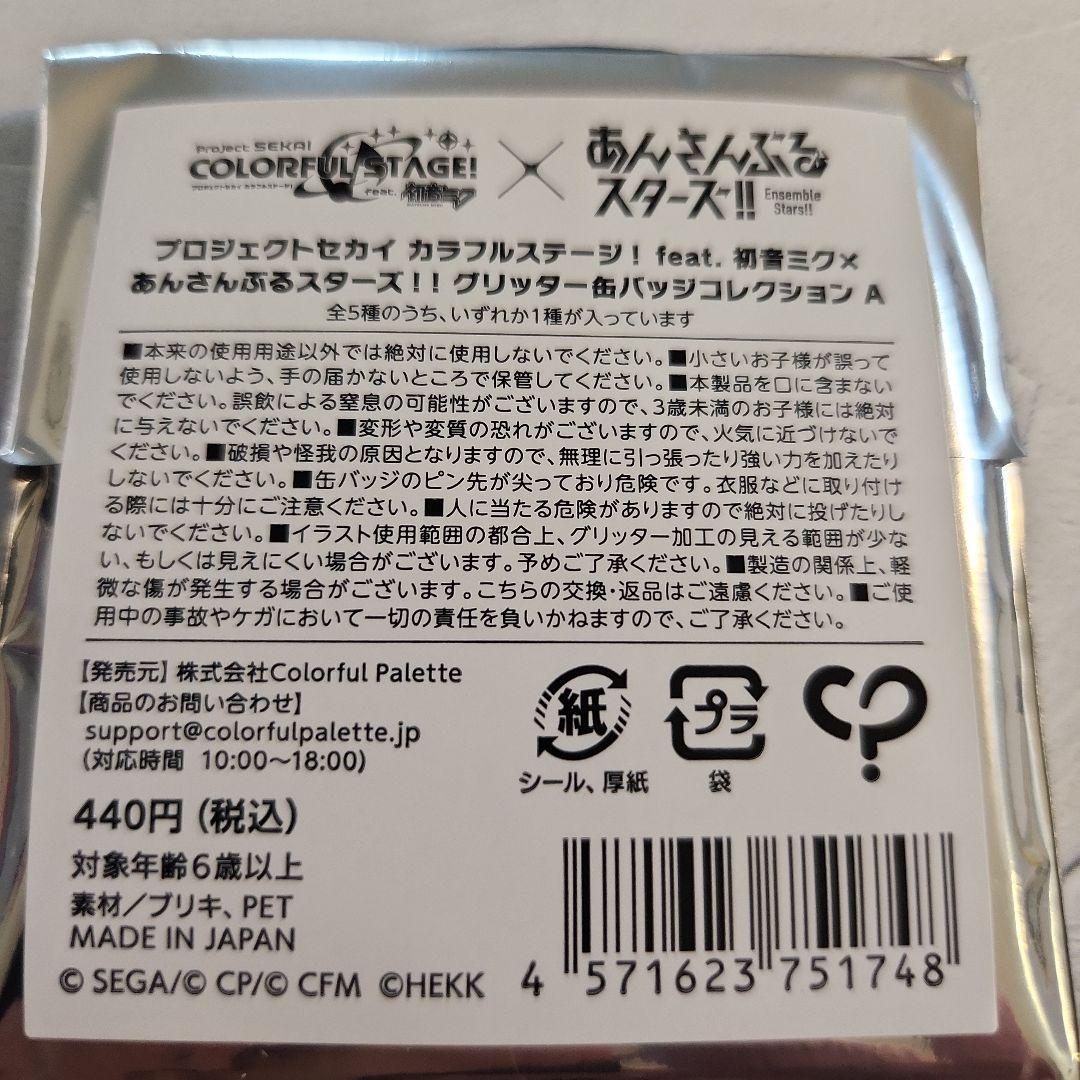 Project SEKAI
COLORFUL STAGE!
プロジェクトセカイ カラフルステージ!
feat. 初音ミク
×
あんさんぶる
スターズ!!
Ensemble
Stars!!
プロジェクトセカイ カラフルステージ! feat. 初音ミク×
あんさんぶるスターズ!! グリッター缶バッジコレクション A
全5種のうち、いずれか1種が入っています
■本来の使用用途以外では絶対に使用しないでください。■小さいお子様が誤って
使用しないよう、手の届かないところで保管してください。■本製品を口に含まない
でください。誤飲による窒息の可能性がございますので、3歳未満のお子様には絶対
に与えないでください。■変形や変質の恐れがございますので、火気に近づけないで
ください。■破損や怪我の原因となりますので、無理に引っ張ったり強い力を加えたり
しないでください。■缶バッジのピン先が尖っており危険です。衣服などに取り付け
る際には十分にご注意ください。■人に当たる危険がありますので絶対に投げたりし
ないでください。■イラスト使用範囲の都合上、グリッター加工の見える範囲が少な
い、もしくは見えにくい場合がございます。予めご了承ください。■製造の関係上、軽
微な傷が発生する場合がございます。こちらの交換・返品はご遠慮ください。■ご使
用中の事故やケガにおいて一切の責任を負いかねますので、ご了承ください。
【発売元】株式会社Colorful Palette
【商品のお問い合わせ】
support@colorfulpalette.jp
(対応時間 10:00〜18:00)
紙
シール、厚紙
プラ
袋
440円(税込)
対象年齢6歳以上
素材/ブリキ、PET
MADE IN JAPAN
© SEGA/© CP/© CFM ©HEKK
4 571623 751748